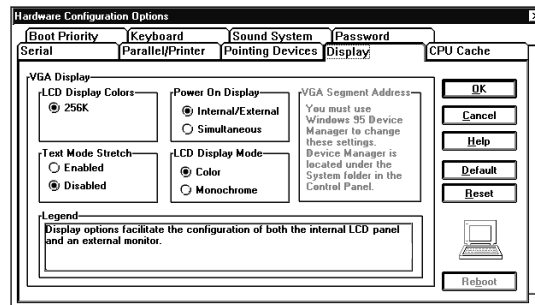 Hardware Configuration Options
Boot Priority Keyboard Sound System Password
Serial Parallel/Printer Pointing Devices Display CPU Cache
VGA Display
LCD Display Colors
256K
Power On Display
Internal/External
Simultaneous
VGA Segment Address
You must use
Windows 95 Device
Manager to change
these settings.
Device Manager is
located under the
System folder in the
Control Panel.
Text Mode Stretch
Enabled
Disabled
LCD Display Mode
Color
Monochrome
Legend
Display options facilitate the configuration of both the internal LCD panel
and an external monitor.
OK
Cancel
Help
Default
Reset
Reboot